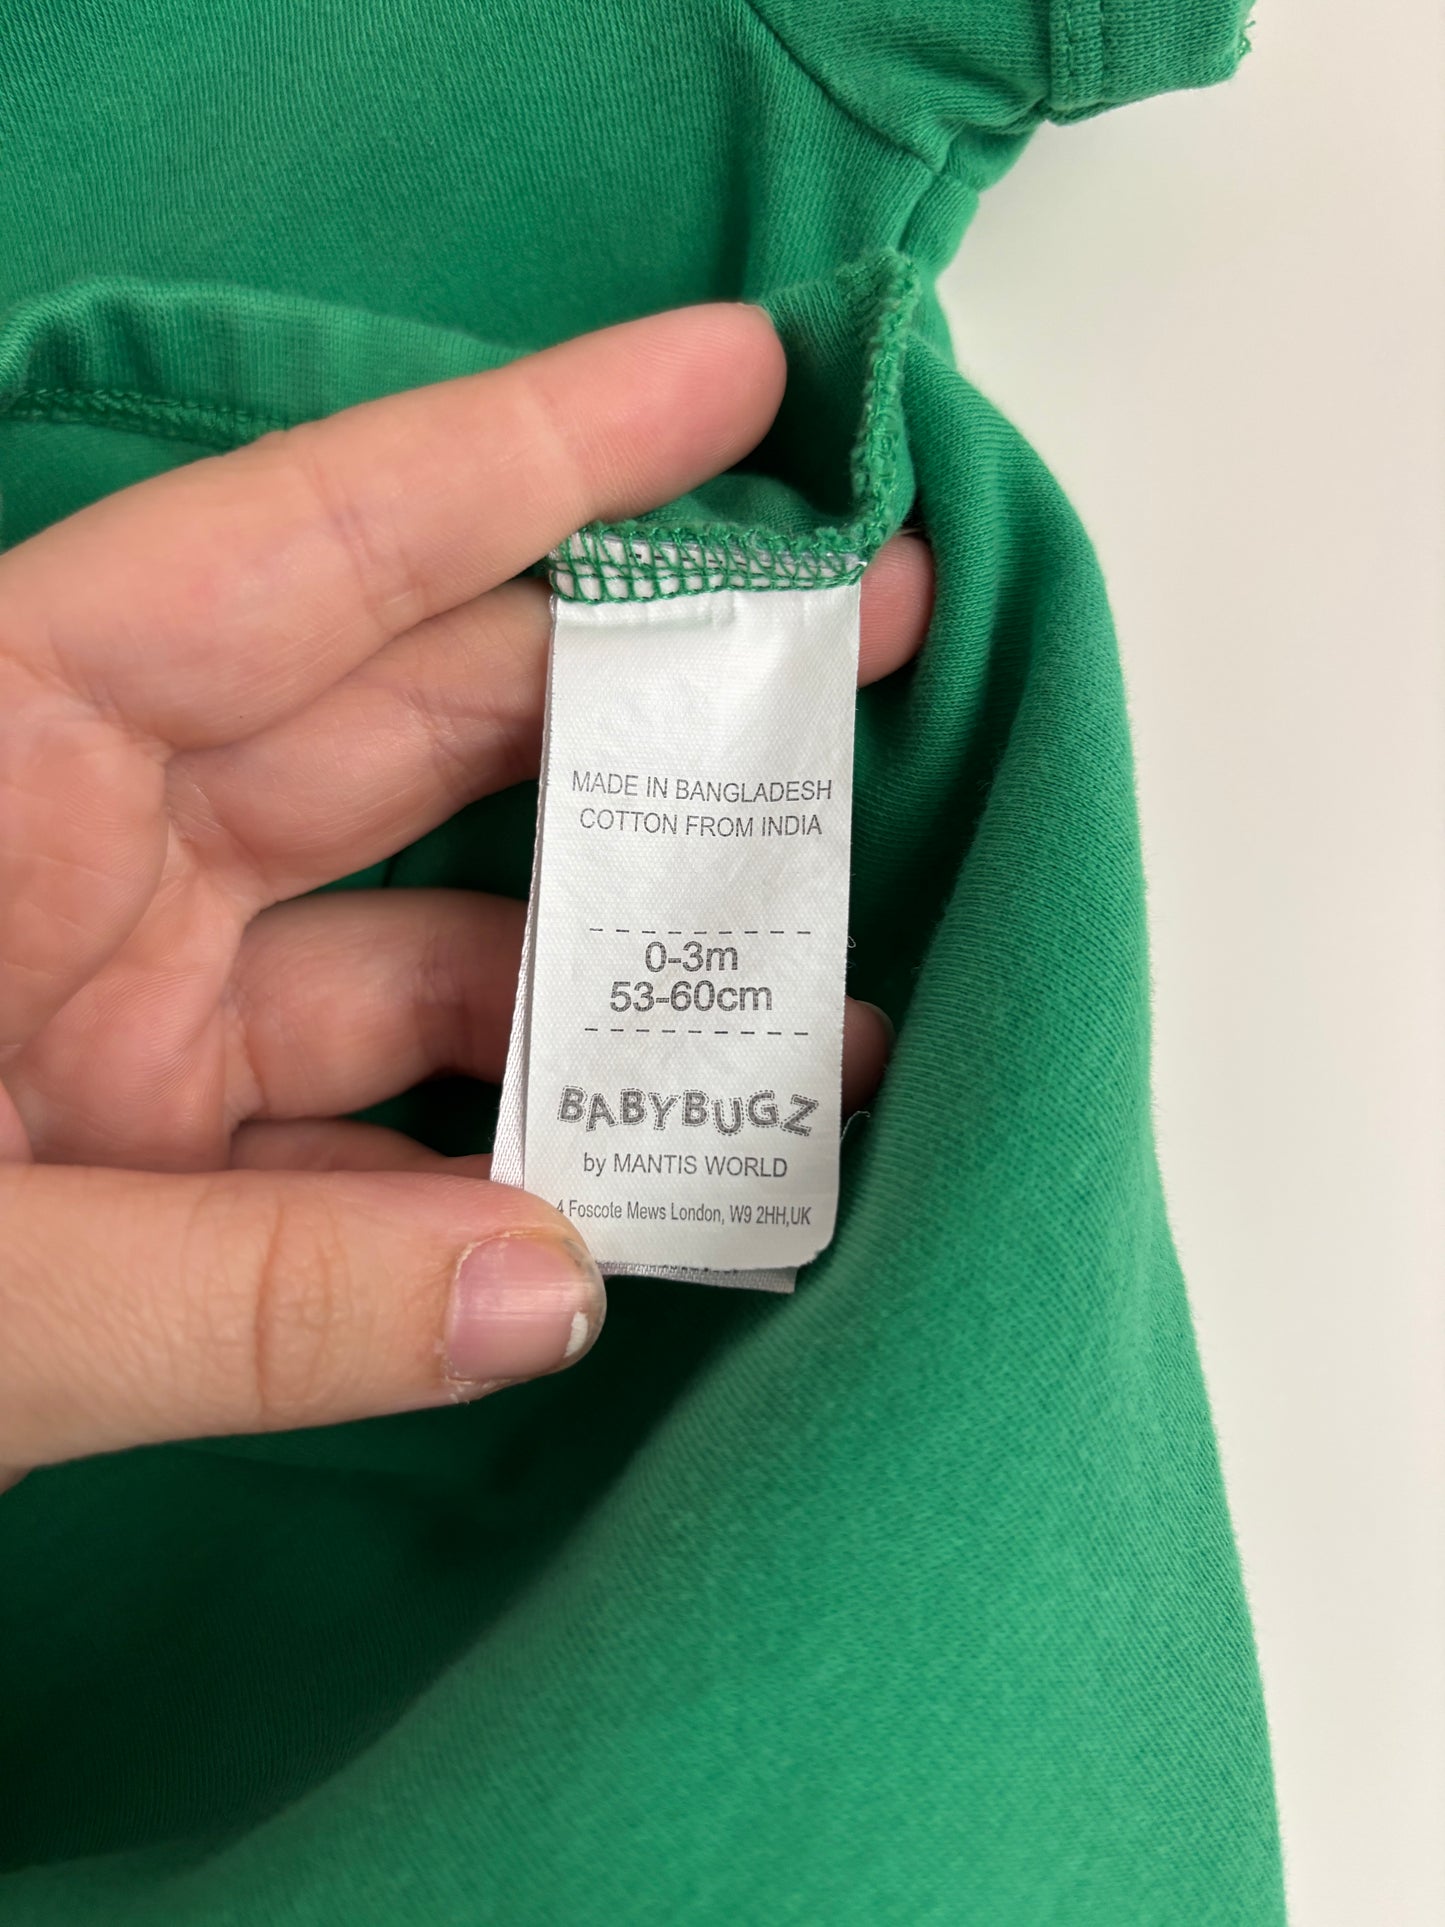 MADE IN BANGLADESH
COTTON FROM INDIA
0-3m
53-60cm
BABYBUGZ
by MANTIS WORLD
4 Foscote Mews London, W9 2HH,UK